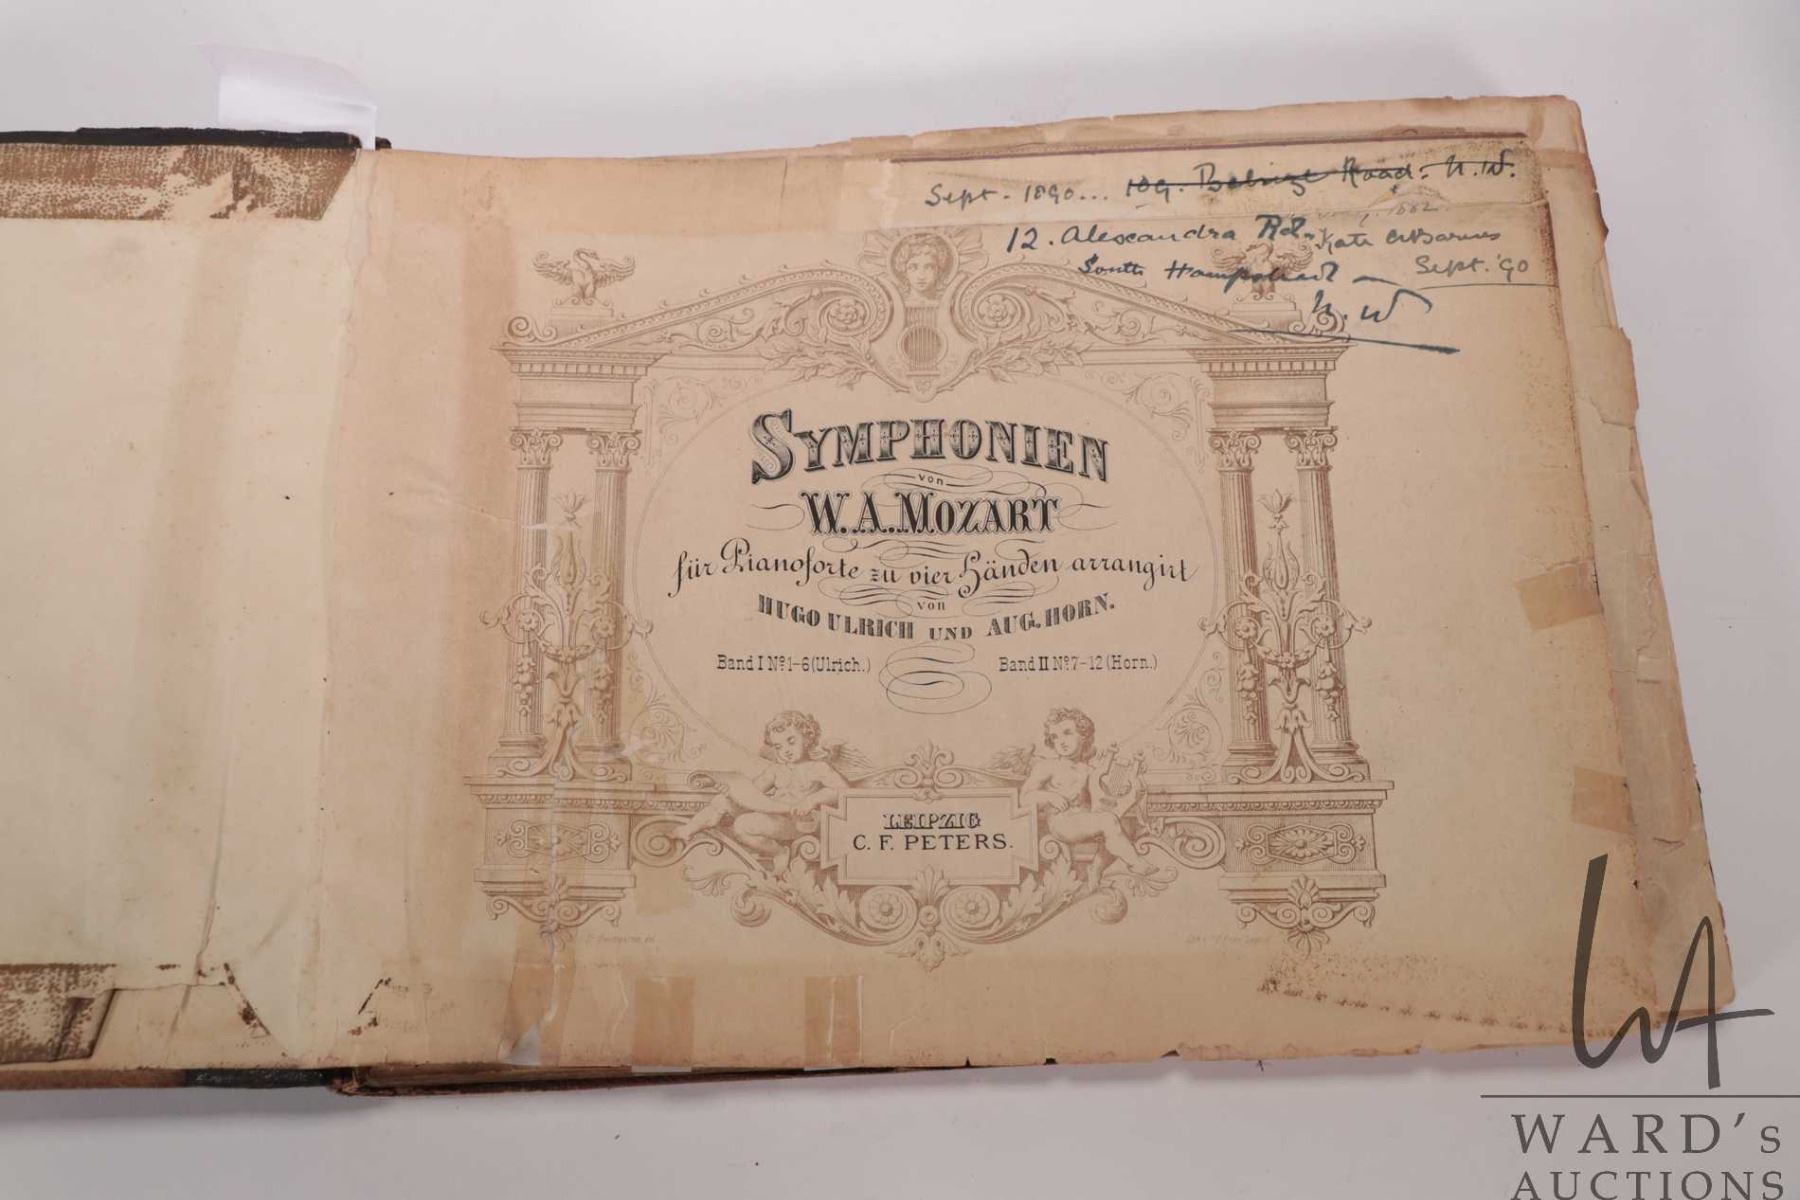 Sept. 1890... 109. Belsize Road. N.W.
1882
12. Alexandra Rd. Kate
South Hampstead — Sept. '90
N.W
SYMPHONIEN
von
W.A.MOZART
für Pianoforte zu vier Händen arrangirt
von
HUGO ULRICH UND AUG. HORN.
Band I No. 1-6 (Ulrich.) Band II No. 7-12 (Horn.)
LEIPZIG
C. F. PETERS.
WARD's
AUCTIONS